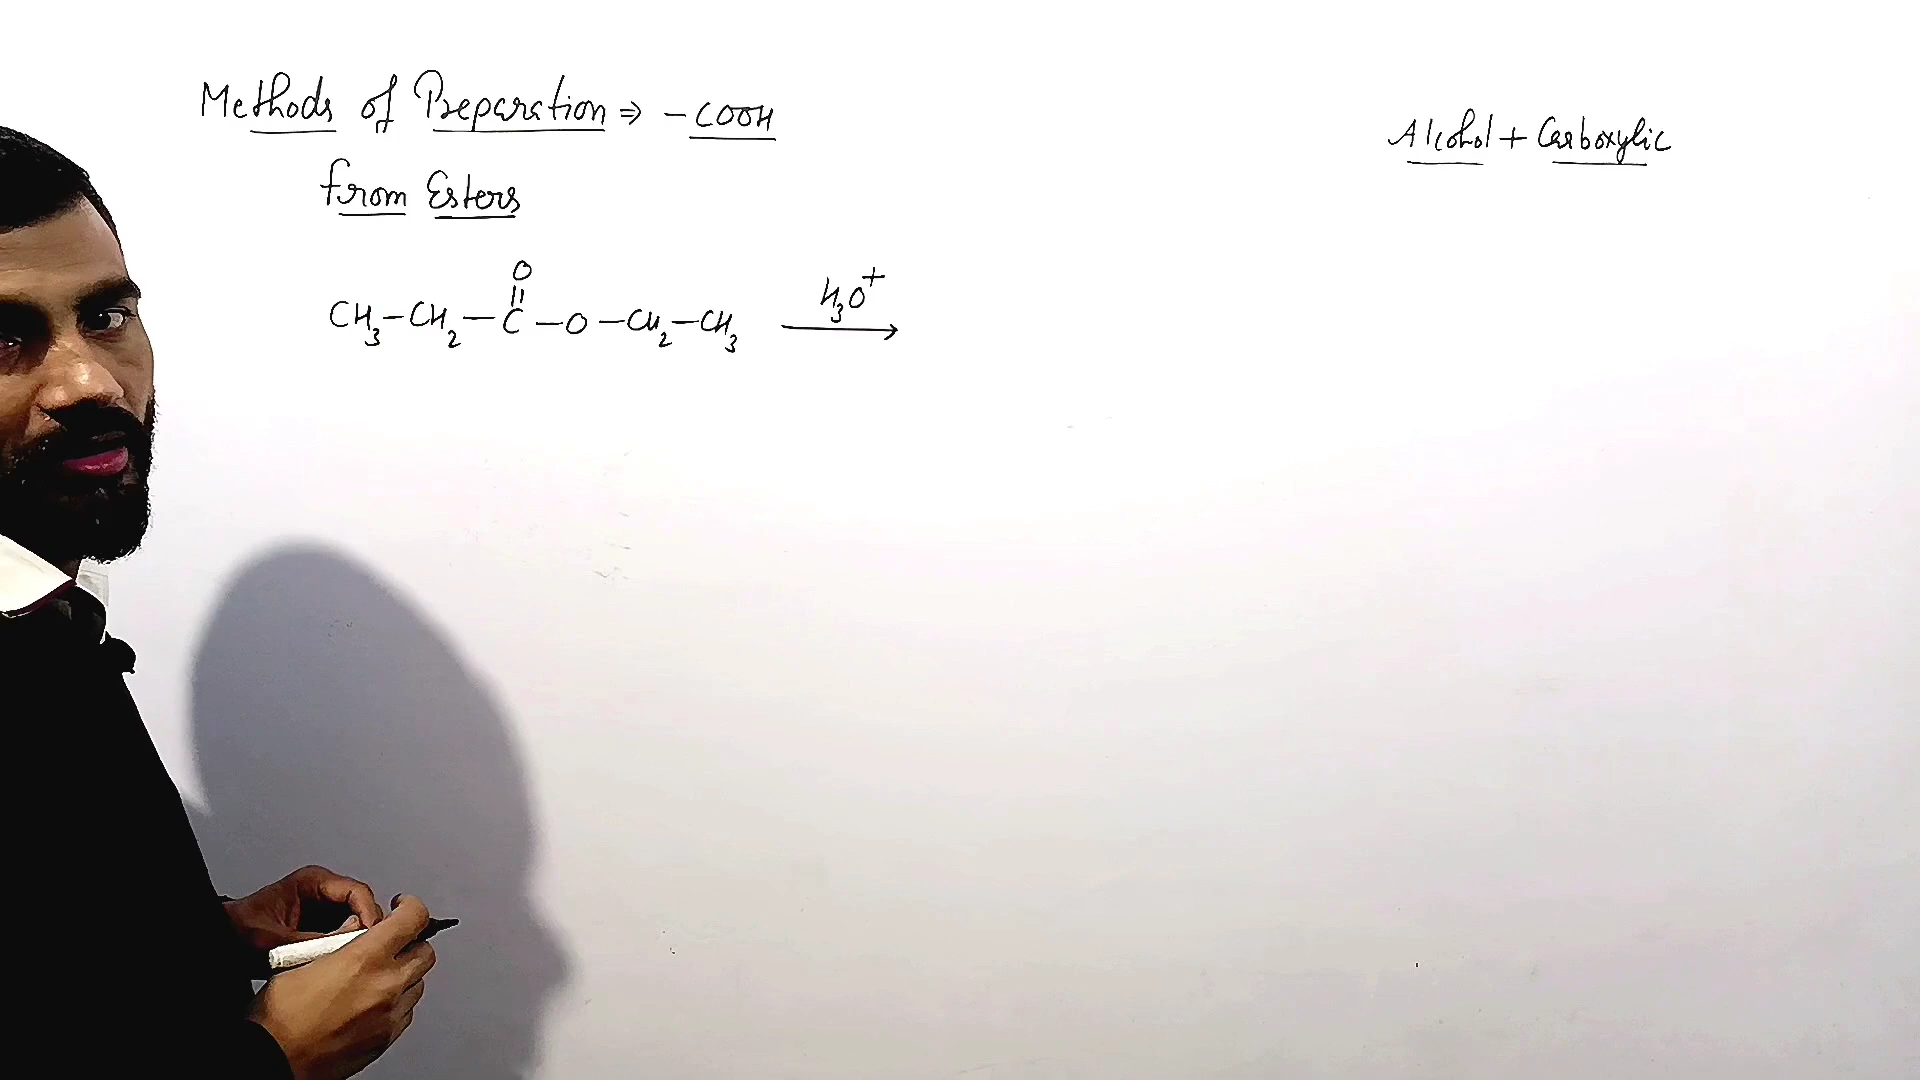 Methods of Preparation ⇒ -COOH
Alcohol + Carboxylic
from Esters
O
||
CH₃-CH₂-C-O-CH₂-CH₃ H₃O⁺ →